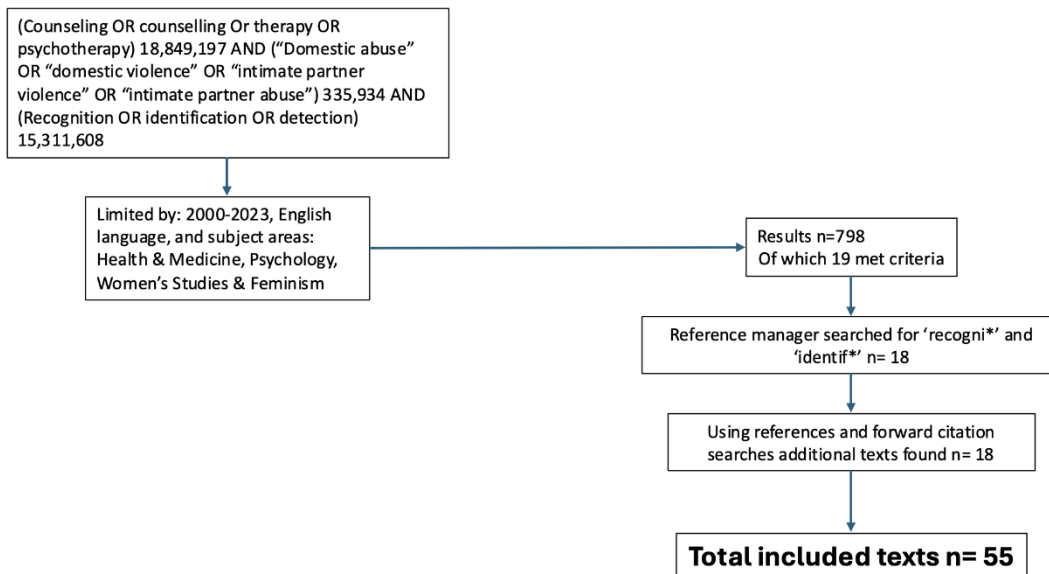 (Counseling OR counselling Or therapy OR
psychotherapy) 18,849,197 AND (“Domestic abuse”
OR “domestic violence” OR “intimate partner
violence” OR “intimate partner abuse”) 335,934 AND
(Recognition OR identification OR detection)
15,311,608
Limited by: 2000-2023, English
language, and subject areas:
Health & Medicine, Psychology,
Women’s Studies & Feminism
Results n=798
Of which 19 met criteria
Reference manager searched for ‘recogni*’ and
‘identif*’ n= 18
Using references and forward citation
searches additional texts found n= 18
Total included texts n= 55